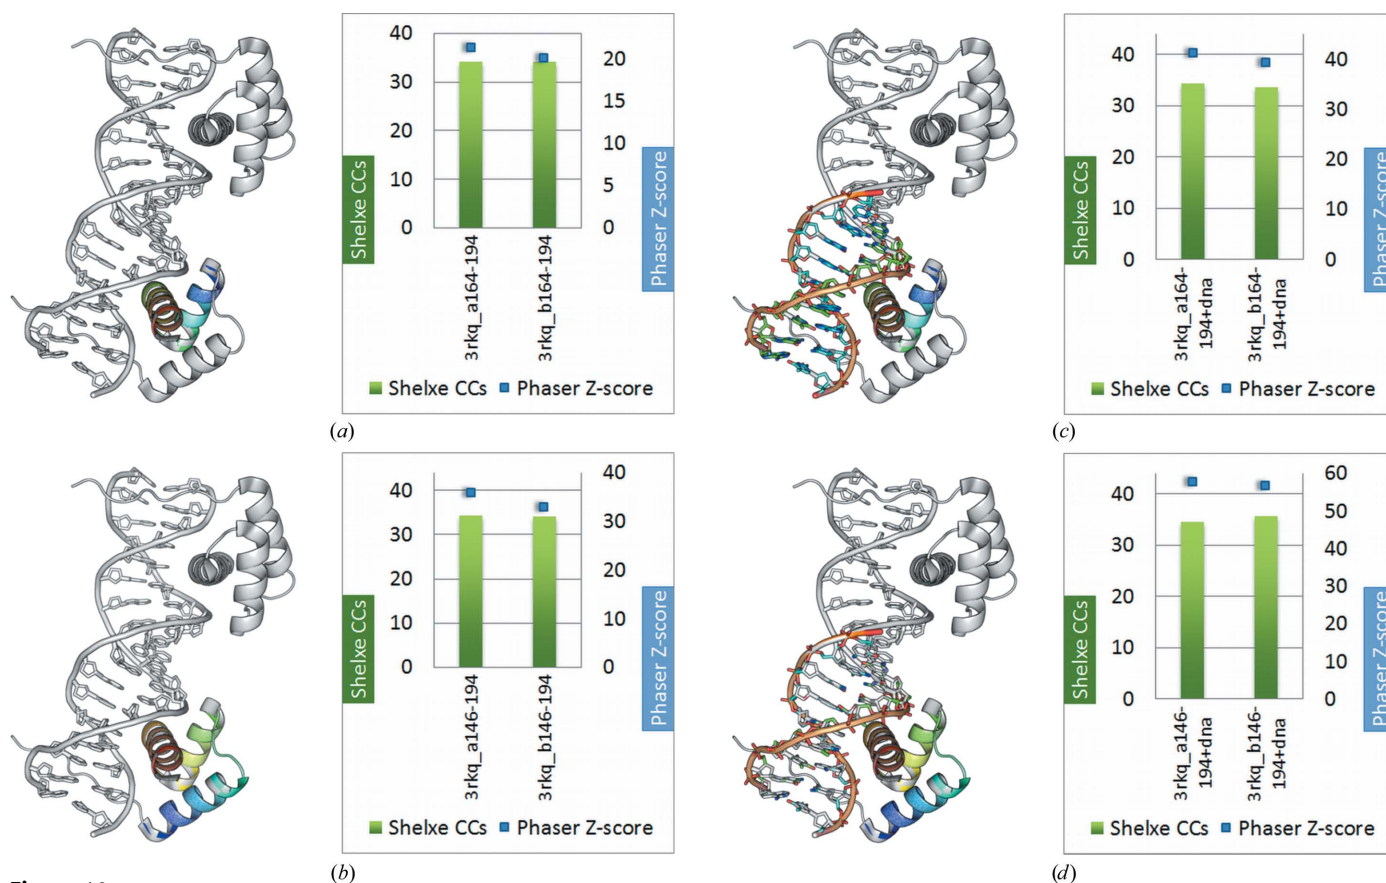 40
30
20
10
0
20
15
10
5
0
Shelxe CCs
Phaser Z-score
3rkq_a164-194
3rkq_b164-194
Shelxe CCs Phaser Z-score
(a)
40
30
20
10
0
40
30
20
10
0
Shelxe CCs
Phaser Z-score
3rkq_a164-
194+dna
3rkq_b164-
194+dna
Shelxe CCs Phaser Z-score
(c)
40
30
20
10
0
40
30
20
10
0
Shelxe CCs
Phaser Z-score
3rkq_a146-194
3rkq_b146-194
Shelxe CCs Phaser Z-score
(b)
40
30
20
10
0
60
50
40
30
20
10
0
Shelxe CCs
Phaser Z-score
3rkq_a146-
194+dna
3rkq_b146-
194+dna
Shelxe CCs Phaser Z-score
(d)